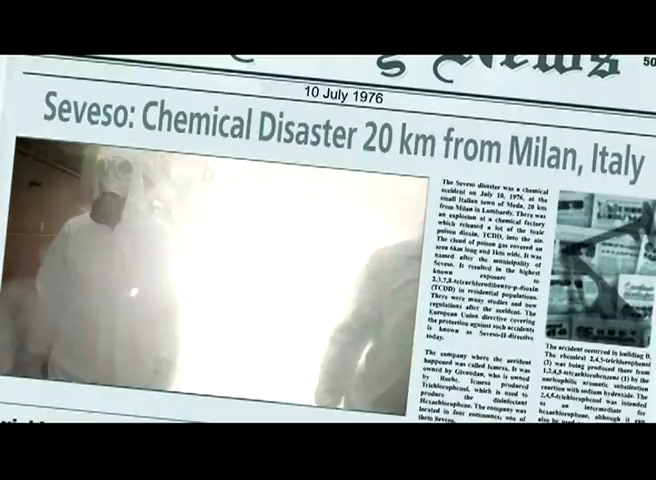 News
50
10 July 1976
Seveso: Chemical Disaster 20 km from Milan, Italy
The Seveso disaster was a chemical
accident on July 10, 1976, at the
small Italian town of Meda, 20 km
from Milan in Lombardy. There was
an explosion at a chemical factory
which released a lot of the toxic
poison dioxin, TCDD, into the air.
The cloud of poison gas covered an
area 6km long and 1km wide. It was
named after the municipality of
Seveso. It resulted in the highest
known exposure to
2,3,7,8-tetrachlorodibenzo-p-dioxin
(TCDD) in residential populations.
There were many studies and new
regulations after the accident. The
European Union directive covering
the protection against such accidents
is known as Seveso-II-directive
today.
The company where the accident
happened was called Icmesa. It was
owned by Givaudan, who is owned
by Roche. Icmesa produced
Trichlorophenol, which is used to
produce the disinfectant
Hexachlorophene. The company was
located in four communes; one of
them Seveso.
The accident occurred in building B.
The chemical 2,4,5-trichlorophenol
(2) was being produced there from
1,2,4,5-tetrachlorobenzene (1) by the
nucleophilic aromatic substitution
reaction with sodium hydroxide. The
2,4,5-trichlorophenol was intended
as an intermediate for
hexachlorophene, although it can
also be used